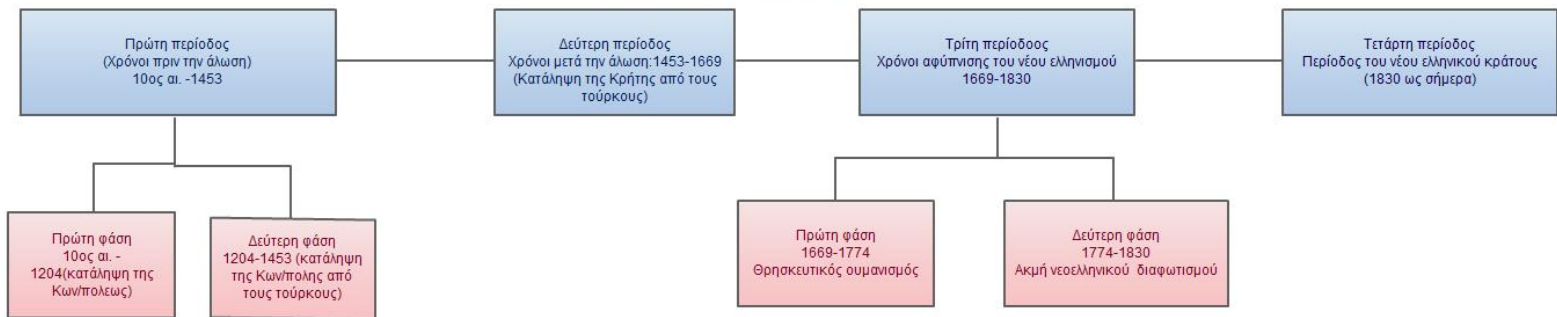 Πρώτη περίοδος
(Χρόνοι πριν την άλωση)
10ος αι. -1453
Δεύτερη περίοδος
Χρόνοι μετά την άλωση:1453-1669
(Κατάληψη της Κρήτης από τους
τούρκους)
Τρίτη περίοδοος
Χρόνοι αφύπνισης του νέου ελληνισμού
1669-1830
Τετάρτη περίοδοος
Περίοδος του νέου ελληνικού κράτους
(1830 ως σήμερα)
Πρώτη φάση
10ος αι. -
1204(κατάληψη της
Κων/πολεως)
Δεύτερη φάση
1204-1453 (κατάληψη
της Κων/πολης από
τους τούρκους)
Πρώτη φάση
1669-1774
Θρησκευτικός ουμανισμός
Δεύτερη φάση
1774-1830
Ακμή νεοελληνικού διαφωτισμού